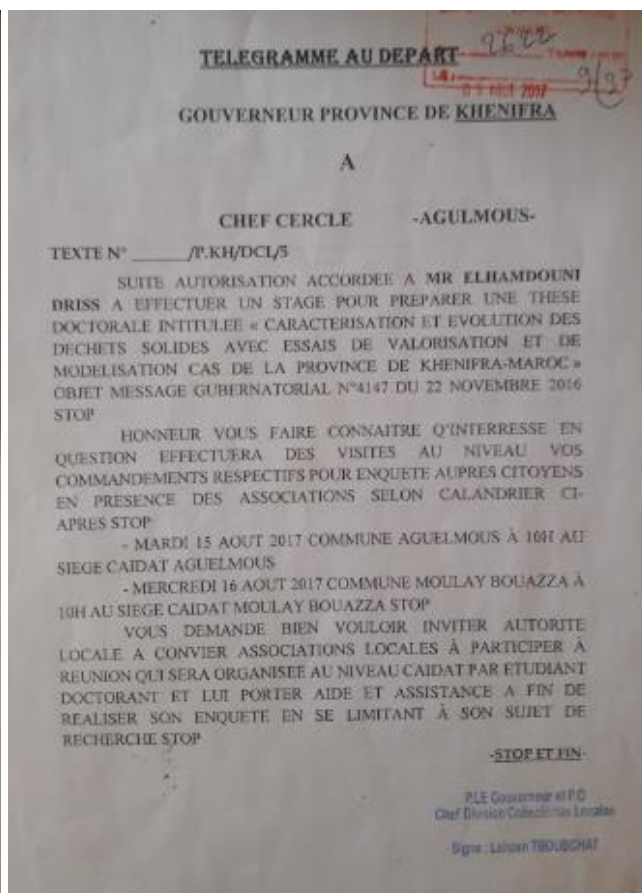 2622
9/97
09 AOUT 2017
TELEGRAMME AU DEPART
GOUVERNEUR PROVINCE DE KHENIFRA
A
CHEF CERCLE -AGULMOUS-
TEXTE N° ______/P.KH/DCL/5
SUITE AUTORISATION ACCORDEE A MR ELHAMDOUNI
DRISS A EFFECTUER UN STAGE POUR PREPARER UNE THESE
DOCTORALE INTITULEE « CARACTERISATION ET EVOLUTION DES
DECHETS SOLIDES AVEC ESSAIS DE VALORISATION ET DE
MODELISATION CAS DE LA PROVINCE DE KHENIFRA-MAROC »
OBJET MESSAGE GUBERNATORIAL N°4147 DU 22 NOVEMBRE 2016
STOP
HONNEUR VOUS FAIRE CONNAITRE Q'INTERRESSE EN
QUESTION EFFECTUERA DES VISITES AU NIVEAU VOS
COMMANDEMENTS RESPECTIFS POUR ENQUETE AUPRES CITOYENS
EN PRESENCE DES ASSOCIATIONS SELON CALANDRIER CI-
APRES STOP
- MARDI 15 AOUT 2017 COMMUNE AGUELMOUS À 10H AU
SIEGE CAIDAT AGUELMOUS
- MERCREDI 16 AOUT 2017 COMMUNE MOULAY BOUAZZA À
10H AU SIEGE CAIDAT MOULAY BOUAZZA STOP
VOUS DEMANDE BIEN VOULOIR INVITER AUTORITE
LOCALE A CONVIER ASSOCIATIONS LOCALES À PARTICIPER À
REUNION QUI SERA ORGANISEE AU NIVEAU CAIDAT PAR ETUDIANT
DOCTORANT ET LUI PORTER AIDE ET ASSISTANCE A FIN DE
REALISER SON ENQUETE EN SE LIMITANT À SON SUJET DE
RECHERCHE STOP
-STOP ET FIN-
P.LE Gouverneur et P.O
Chef Division Collectivités Locales
Signé : Lahcen